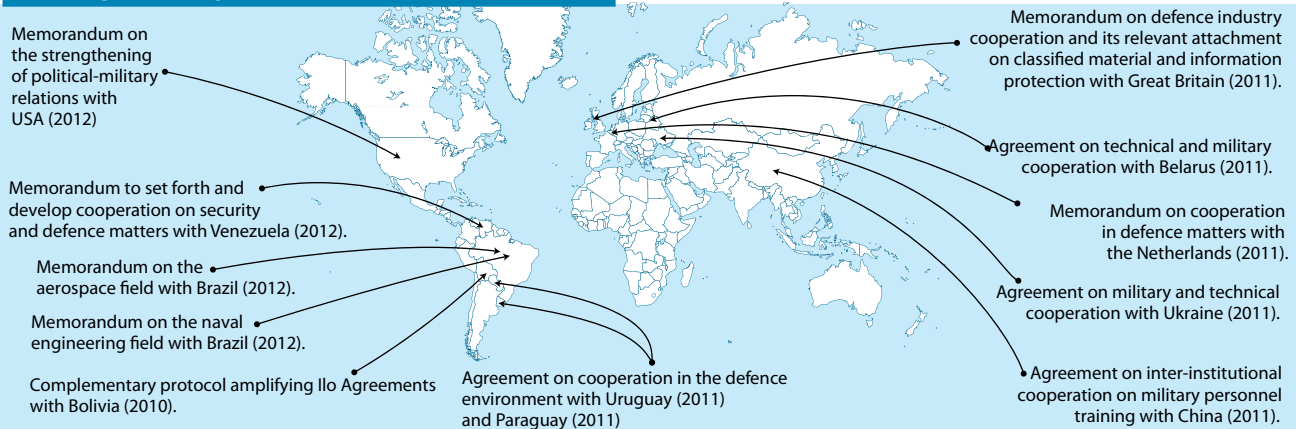 Memorandum on
the strengthening
of political-military
relations with
USA (2012)
Memorandum to set forth and
develop cooperation on security
and defence matters with Venezuela (2012).
Memorandum on the
aerospace field with Brazil (2012).
Memorandum on the naval
engineering field with Brazil (2012).
Complementary protocol amplifying Ilo Agreements
with Bolivia (2010).
Agreement on cooperation in the defence
environment with Uruguay (2011)
and Paraguay (2011)
Memorandum on defence industry
cooperation and its relevant attachment
on classified material and information
protection with Great Britain (2011).
Agreement on technical and military
cooperation with Belarus (2011).
Memorandum on cooperation
in defence matters with
the Netherlands (2011).
Agreement on military and technical
cooperation with Ukraine (2011).
Agreement on inter-institutional
cooperation on military personnel
training with China (2011).